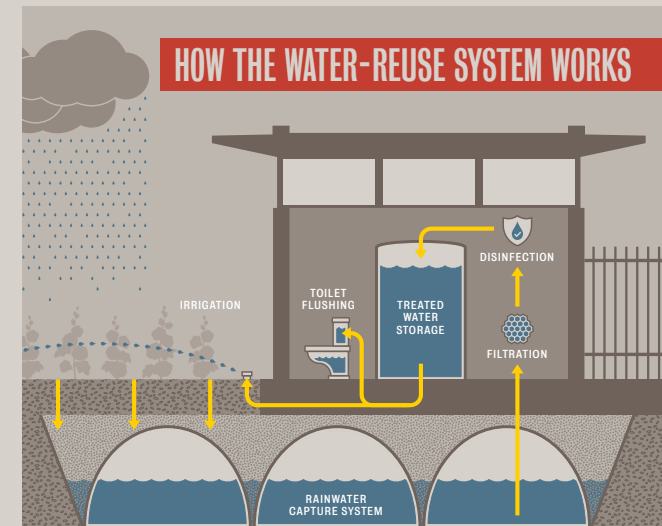 HOW THE WATER-REUSE SYSTEM WORKS
DISINFECTION
IRRIGATION
TOILET
FLUSHING
TREATED
WATER
STORAGE
FILTRATION
RAINWATER
CAPTURE SYSTEM